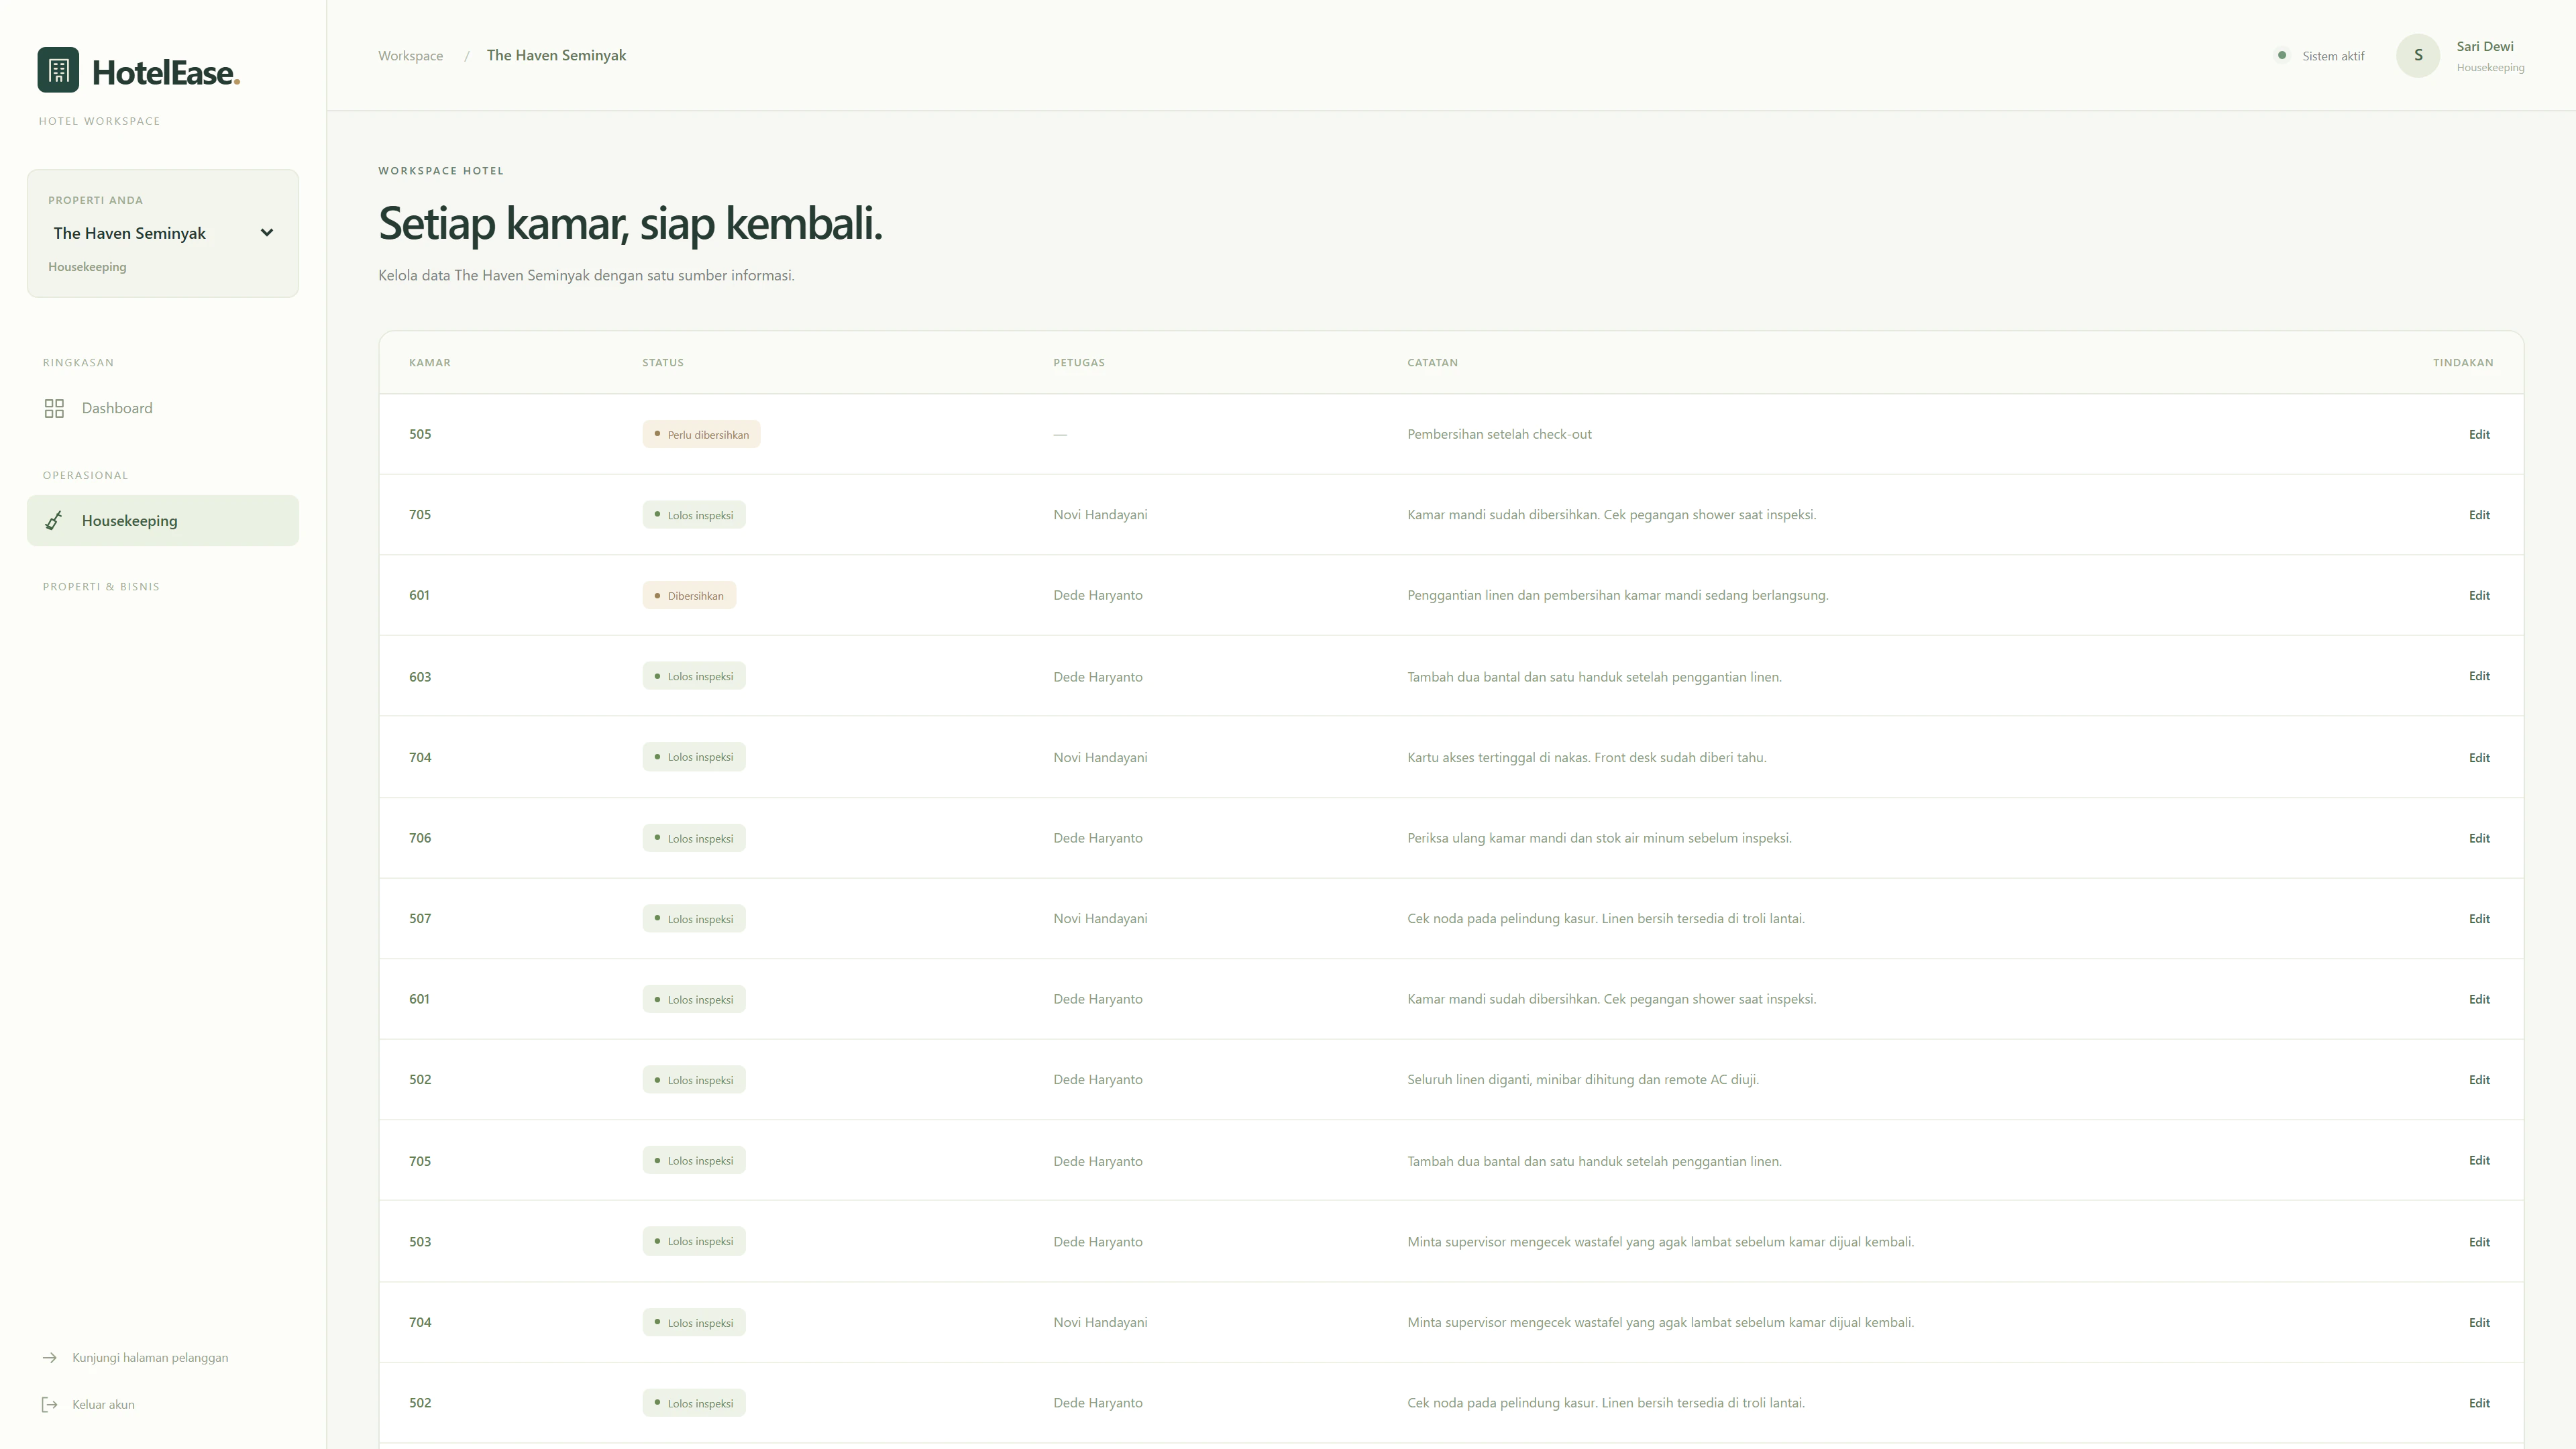 HotelEase.
HOTEL WORKSPACE
PROPERTI ANDA
The Haven Seminyak
Housekeeping
RINGKASAN
Dashboard
OPERASIONAL
Housekeeping
PROPERTI & BISNIS
Kunjungi halaman pelanggan
Keluar akun
Workspace / The Haven Seminyak
Sistem aktif
S
Sari Dewi
Housekeeping
WORKSPACE HOTEL
Setiap kamar, siap kembali.
Kelola data The Haven Seminyak dengan satu sumber informasi.
KAMAR STATUS PETUGAS CATATAN TINDAKAN
505 Perlu dibersihkan — Pembersihan setelah check-out Edit
705 Lolos inspeksi Novi Handayani Kamar mandi sudah dibersihkan. Cek pegangan shower saat inspeksi. Edit
601 Dibersihkan Dede Haryanto Penggantian linen dan pembersihan kamar mandi sedang berlangsung. Edit
603 Lolos inspeksi Dede Haryanto Tambah dua bantal dan satu handuk setelah penggantian linen. Edit
704 Lolos inspeksi Novi Handayani Kartu akses tertinggal di nakas. Front desk sudah diberi tahu. Edit
706 Lolos inspeksi Dede Haryanto Periksa ulang kamar mandi dan stok air minum sebelum inspeksi. Edit
507 Lolos inspeksi Novi Handayani Cek noda pada pelindung kasur. Linen bersih tersedia di troli lantai. Edit
601 Lolos inspeksi Dede Haryanto Kamar mandi sudah dibersihkan. Cek pegangan shower saat inspeksi. Edit
502 Lolos inspeksi Dede Haryanto Seluruh linen diganti, minibar dihitung dan remote AC diuji. Edit
705 Lolos inspeksi Dede Haryanto Tambah dua bantal dan satu handuk setelah penggantian linen. Edit
503 Lolos inspeksi Dede Haryanto Minta supervisor mengecek wastafel yang agak lambat sebelum kamar dijual kembali. Edit
704 Lolos inspeksi Novi Handayani Minta supervisor mengecek wastafel yang agak lambat sebelum kamar dijual kembali. Edit
502 Lolos inspeksi Dede Haryanto Cek noda pada pelindung kasur. Linen bersih tersedia di troli lantai. Edit